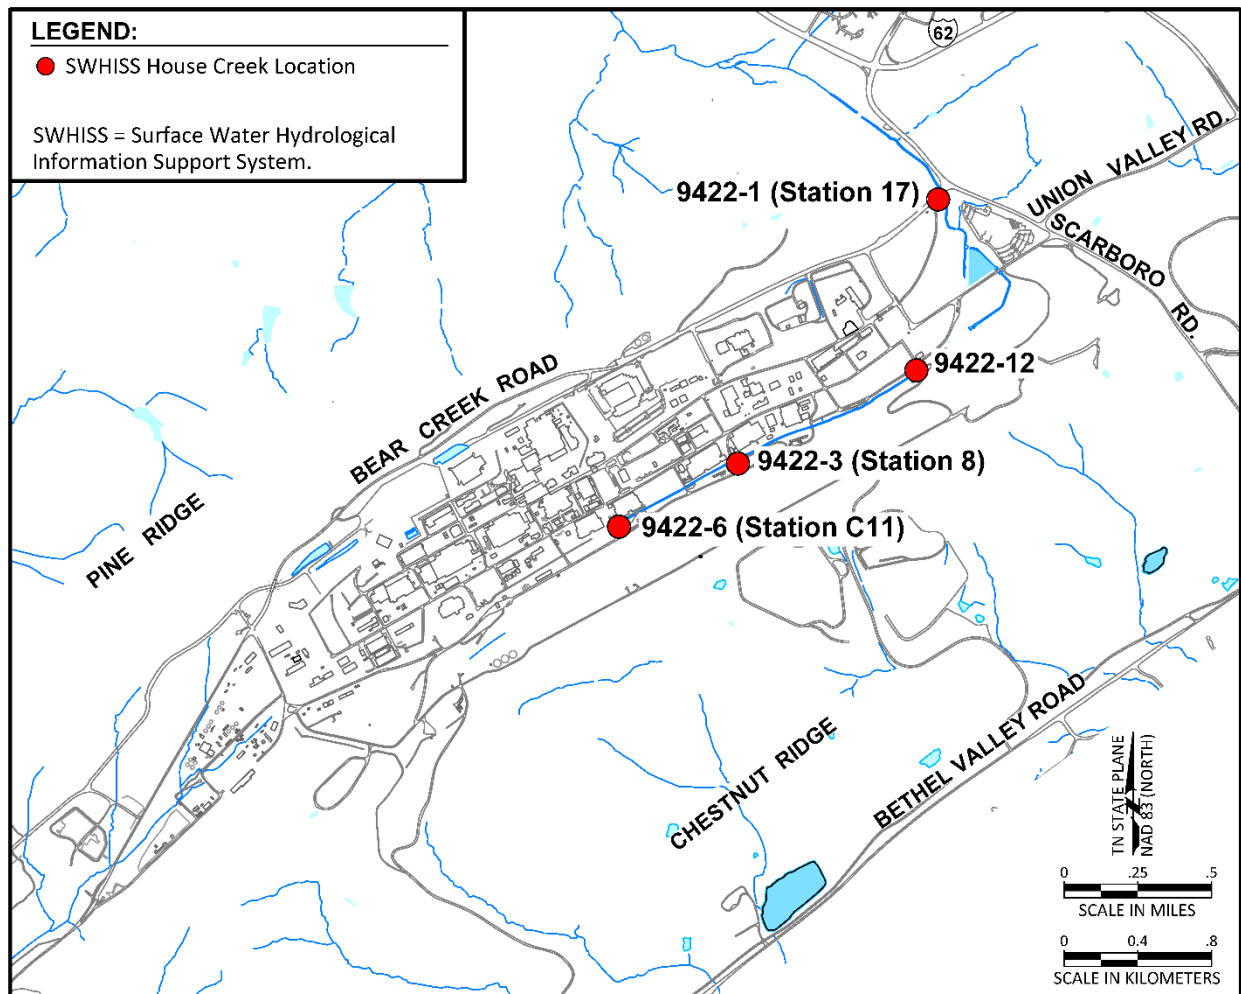 LEGEND:
SWHISS House Creek Location
SWHISS = Surface Water Hydrological
Information Support System.
62
UNION VALLEY RD.
9422-1 (Station 17)
SCARBORO RD.
9422-12
BEAR CREEK ROAD
9422-3 (Station 8)
9422-6 (Station C11)
PINE RIDGE
CHESTNUT RIDGE
BETHEL VALLEY ROAD
TN STATE PLANE
NAD 83 (NORTH)
0 .25 .5
SCALE IN MILES
0 0.4 .8
SCALE IN KILOMETERS